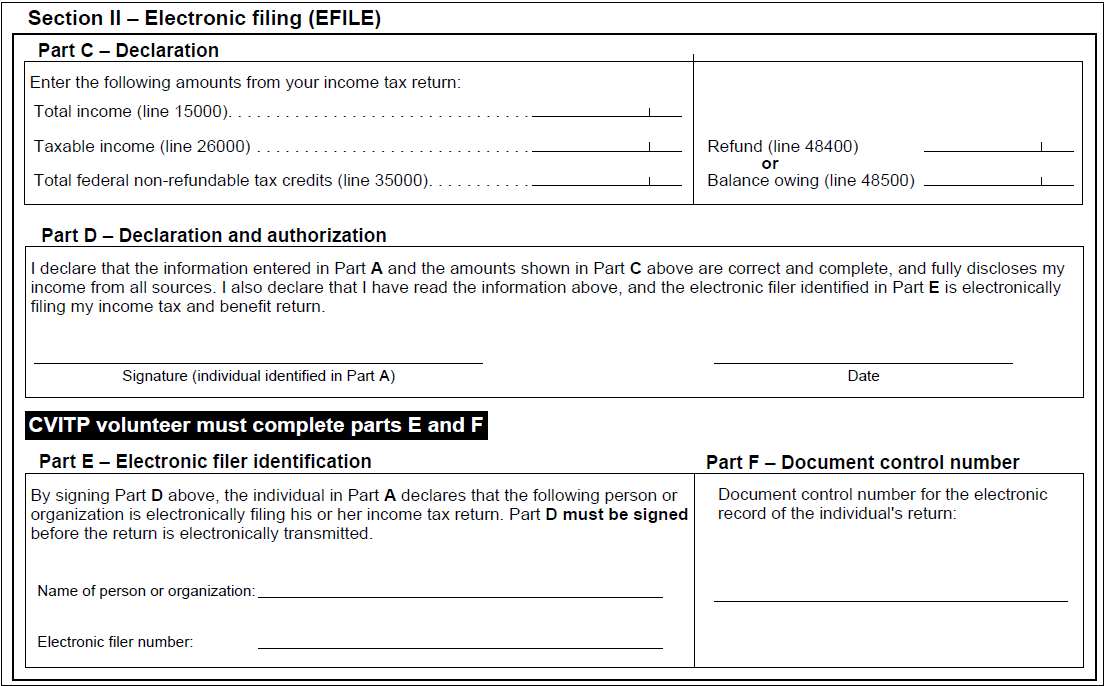 Section II – Electronic filing (EFILE)
Part C – Declaration
Enter the following amounts from your income tax return:
Total income (line 15000). . . . . . . . . . . . . . . . . . . . . . . . . . . . . . . .
Taxable income (line 26000) . . . . . . . . . . . . . . . . . . . . . . . . . . . . .
Total federal non-refundable tax credits (line 35000). . . . . . . . . . .
Refund (line 48400)
or
Balance owing (line 48500)
Part D – Declaration and authorization
I declare that the information entered in Part A and the amounts shown in Part C above are correct and complete, and fully discloses my
income from all sources. I also declare that I have read the information above, and the electronic filer identified in Part E is electronically
filing my income tax and benefit return.
Signature (individual identified in Part A)
Date
CVITP volunteer must complete parts E and F
Part E – Electronic filer identification
By signing Part D above, the individual in Part A declares that the following person or
organization is electronically filing his or her income tax return. Part D must be signed
before the return is electronically transmitted.
Name of person or organization:
Electronic filer number:
Part F – Document control number
Document control number for the electronic
record of the individual's return: